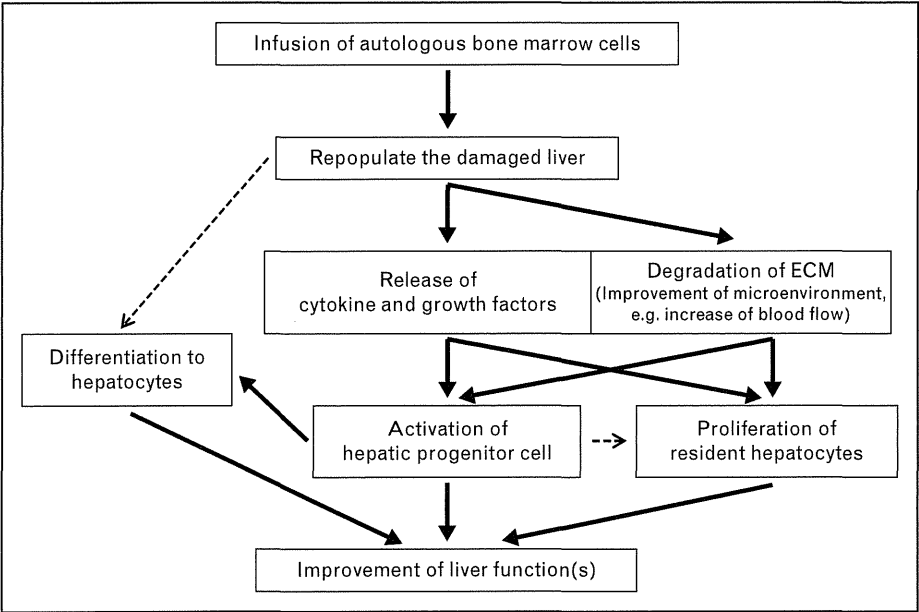 Infusion of autologous bone marrow cells
Repopulate the damaged liver
Release of
cytokine and growth factors
Degradation of ECM
(Improvement of microenvironment,
e.g. increase of blood flow)
Differentiation to
hepatocytes
Activation of
hepatic progenitor cell
Proliferation of
resident hepatocytes
Improvement of liver function(s)